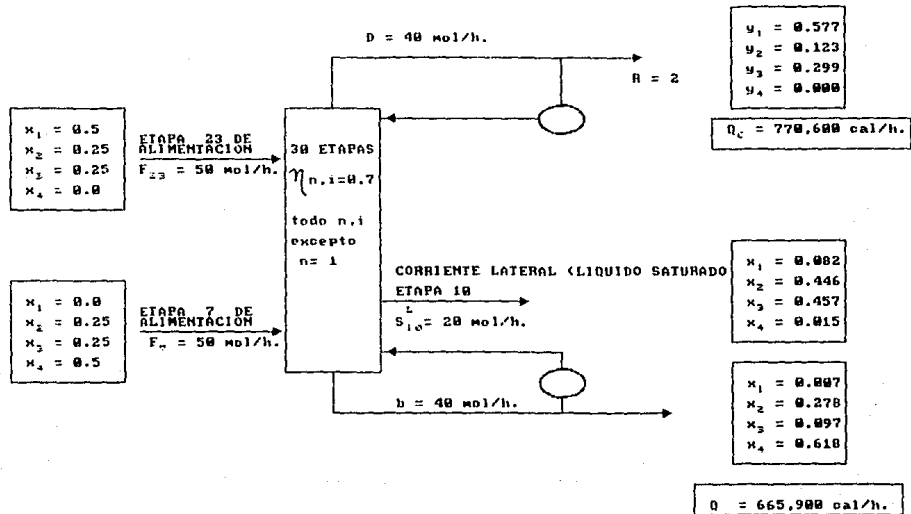 D = 40 mol/h.
R = 2
y₁ = 0.577
y₂ = 0.123
y₃ = 0.299
y₄ = 0.000
Q_c = 770,600 cal/h.
x₁ = 0.5
x₂ = 0.25
x₃ = 0.25
x₄ = 0.0
ETAPA 23 DE
ALIMENTACION
F₂₃ = 50 mol/h.
30 ETAPAS
η n,i=0.7
todo n,i
excepto
n= 1
CORRIENTE LATERAL (LIQUIDO SATURADO
ETAPA 10
S₁₀ᴸ= 20 mol/h.
x₁ = 0.082
x₂ = 0.446
x₃ = 0.457
x₄ = 0.015
x₁ = 0.0
x₂ = 0.25
x₃ = 0.25
x₄ = 0.5
ETAPA 7 DE
ALIMENTACION
F₇ = 50 mol/h.
b = 40 mol/h.
x₁ = 0.007
x₂ = 0.278
x₃ = 0.097
x₄ = 0.618
Q = 665,900 cal/h.